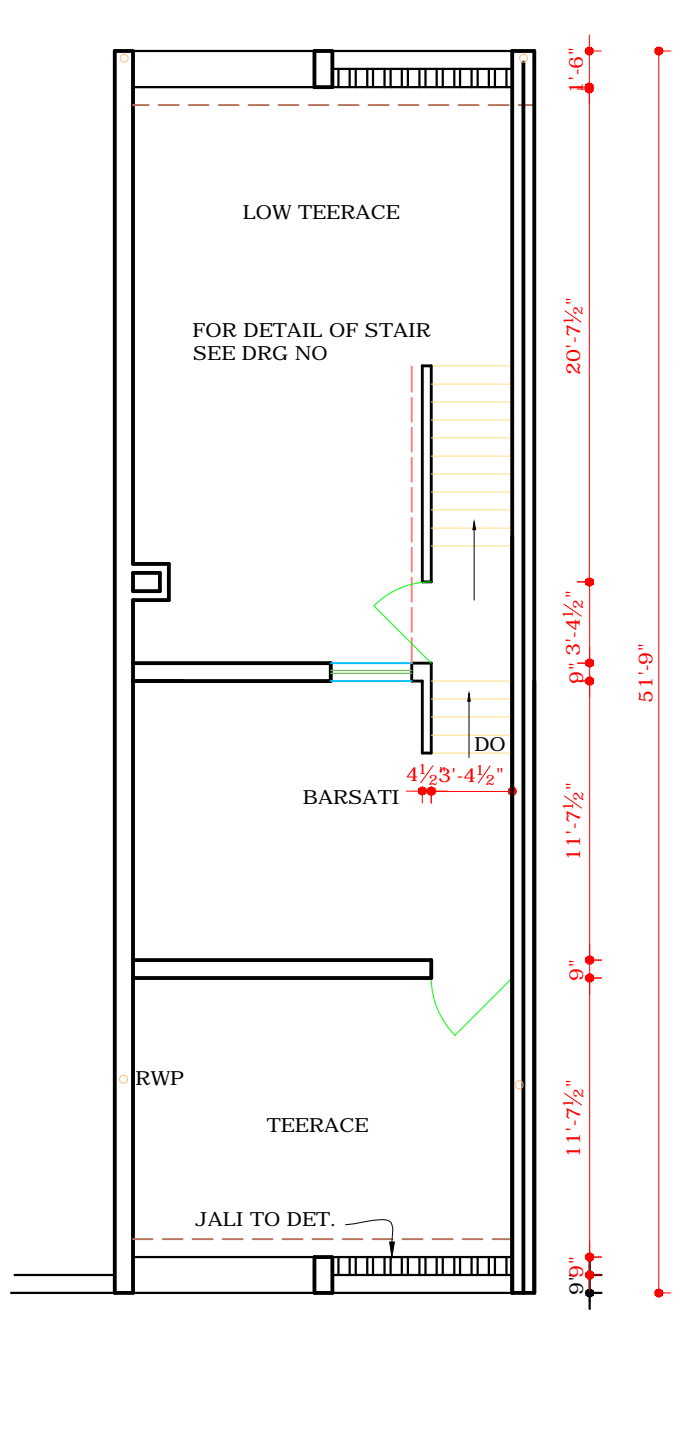 1'-6"
LOW TEERACE
20'-7½"
FOR DETAIL OF STAIR
SEE DRG NO
3'-4½"
9"
51'-9"
DO
4½"
3'-4½"
BARSATI
11'-7½"
9"
RWP
11'-7½"
TEERACE
JALI TO DET.
9"
9"